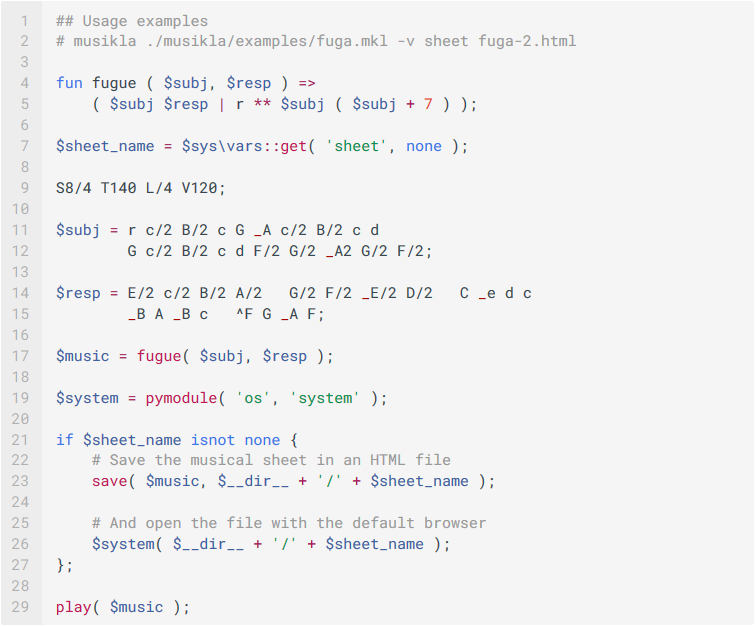 1 ## Usage examples
2 # musikla ./musikla/examples/fuga.mkl -v sheet fuga-2.html
3
4 fun fugue ( $subj, $resp ) =>
5     ( $subj $resp | r ** $subj ( $subj + 7 ) );
6
7 $sheet_name = $sys\vars::get( 'sheet', none );
8
9 S8/4 T140 L/4 V120;
10
11 $subj = r c/2 B/2 c G _A c/2 B/2 c d
12         G c/2 B/2 c d F/2 G/2 _A2 G/2 F/2;
13
14 $resp = E/2 c/2 B/2 A/2   G/2 F/2 _E/2 D/2   C _e d c
15         _B A _B c   ^F G _A F;
16
17 $music = fugue( $subj, $resp );
18
19 $system = pymodule( 'os', 'system' );
20
21 if $sheet_name isnot none {
22     # Save the musical sheet in an HTML file
23     save( $music, $__dir__ + '/' + $sheet_name );
24
25     # And open the file with the default browser
26     $system( $__dir__ + '/' + $sheet_name );
27 };
28
29 play( $music );